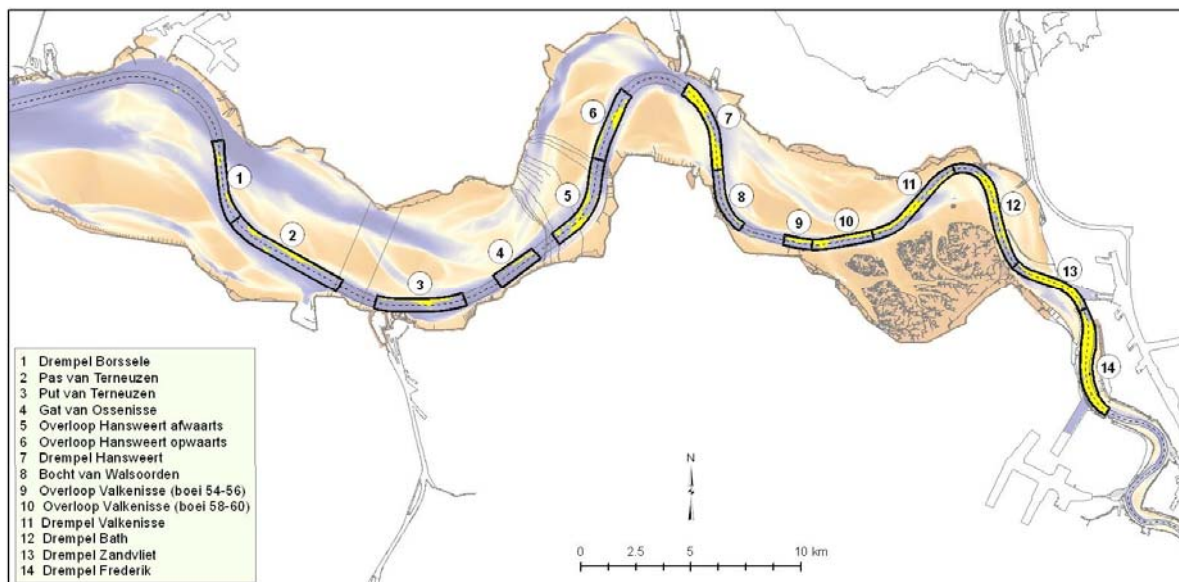 6
7
1
5
8
11
12
2
4
9
10
13
3
14
1 Drempel Borssele
2 Pas van Terneuzen
3 Put van Terneuzen
4 Gat van Ossenisse
5 Overloop Hansweert afwaarts
6 Overloop Hansweert opwaarts
7 Drempel Hansweert
8 Bocht van Walsoorden
9 Overloop Valkenisse (boei 54-56)
10 Overloop Valkenisse (boei 58-60)
11 Drempel Valkenisse
12 Drempel Bath
13 Drempel Zandvliet
14 Drempel Frederik
N
0 2.5 5 10 km